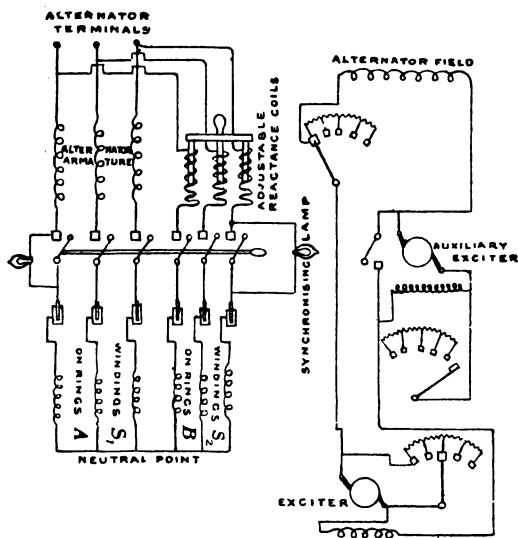 ALTERNATOR
TERMINALS
ALTERNATOR FIELD
ALTER NATOR
ARMA TURE
ADJUSTABLE
REACTANCE COILS
SYNCHRONISING LAMP
AUXILIARY
EXCITER
WINDINGS S1
ON RINGS A
WINDINGS S2
ON RINGS B
NEUTRAL POINT
EXCITER